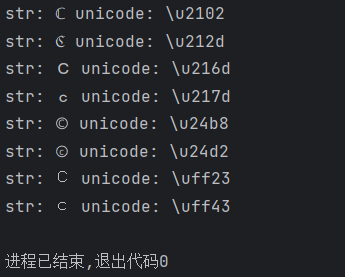 str: ℂ unicode: \u2102
str: ℭ unicode: \u212d
str: Ⅽ unicode: \u216d
str: ⅽ unicode: \u217d
str: Ⓒ unicode: \u24b8
str: ⓒ unicode: \u24d2
str: C unicode: \uff23
str: c unicode: \uff43
进程已结束,退出代码0